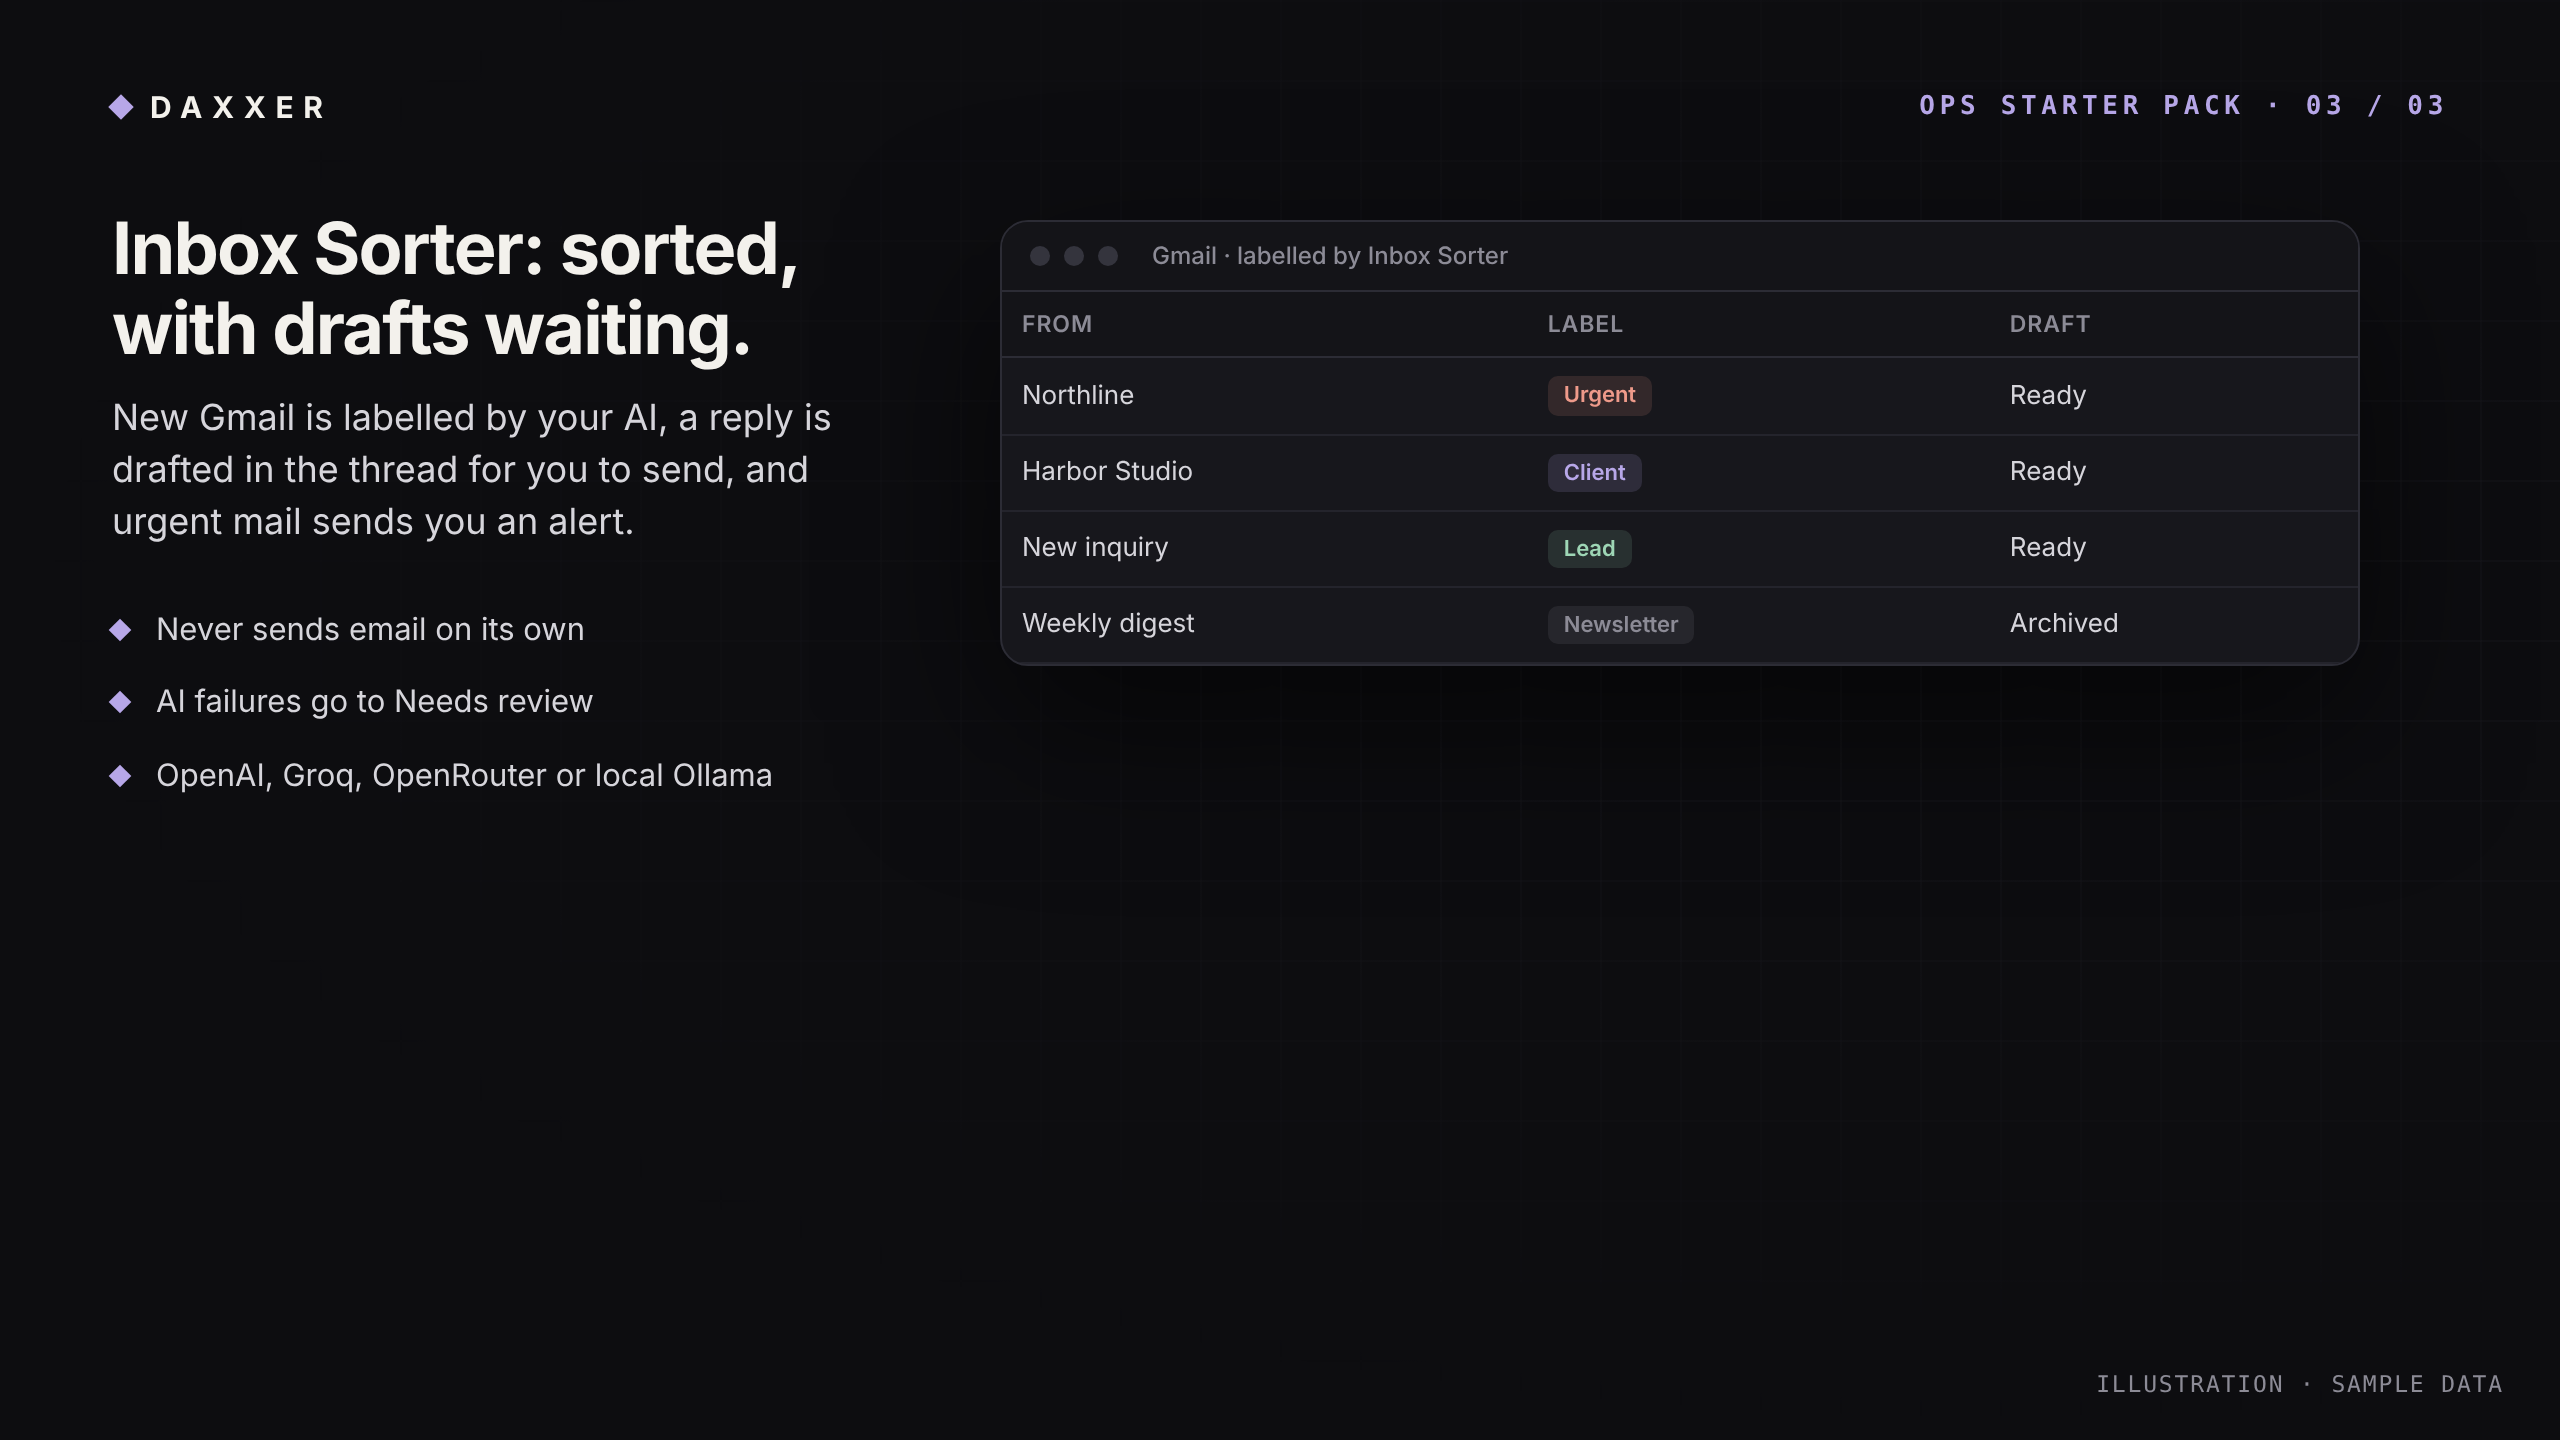 DAXXER
OPS STARTER PACK · 03 / 03
Inbox Sorter: sorted,
with drafts waiting.
New Gmail is labelled by your AI, a reply is
drafted in the thread for you to send, and
urgent mail sends you an alert.
Never sends email on its own
AI failures go to Needs review
OpenAI, Groq, OpenRouter or local Ollama
Gmail · labelled by Inbox Sorter
FROM LABEL DRAFT
Northline Urgent Ready
Harbor Studio Client Ready
New inquiry Lead Ready
Weekly digest Newsletter Archived
ILLUSTRATION · SAMPLE DATA